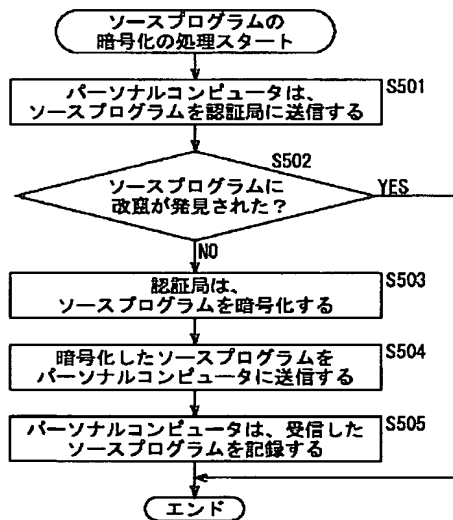 ソースプログラムの
暗号化の処理スタート
S501
パーソナルコンピュータは、
ソースプログラムを認証局に送信する
S502
ソースプログラムに
改竄が発見された？
YES
NO
S503
認証局は、
ソースプログラムを暗号化する
S504
暗号化したソースプログラムを
パーソナルコンピュータに送信する
S505
パーソナルコンピュータは、受信した
ソースプログラムを記録する
エンド